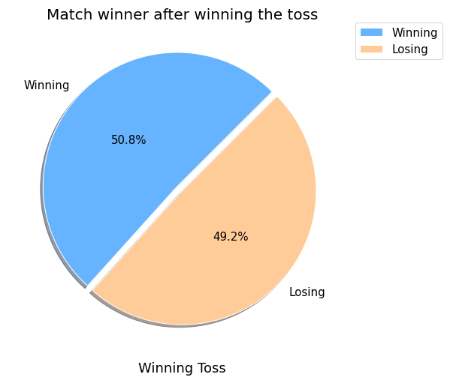 Match winner after winning the toss
Winning
Losing
Winning
50.8%
49.2%
Losing
Winning Toss